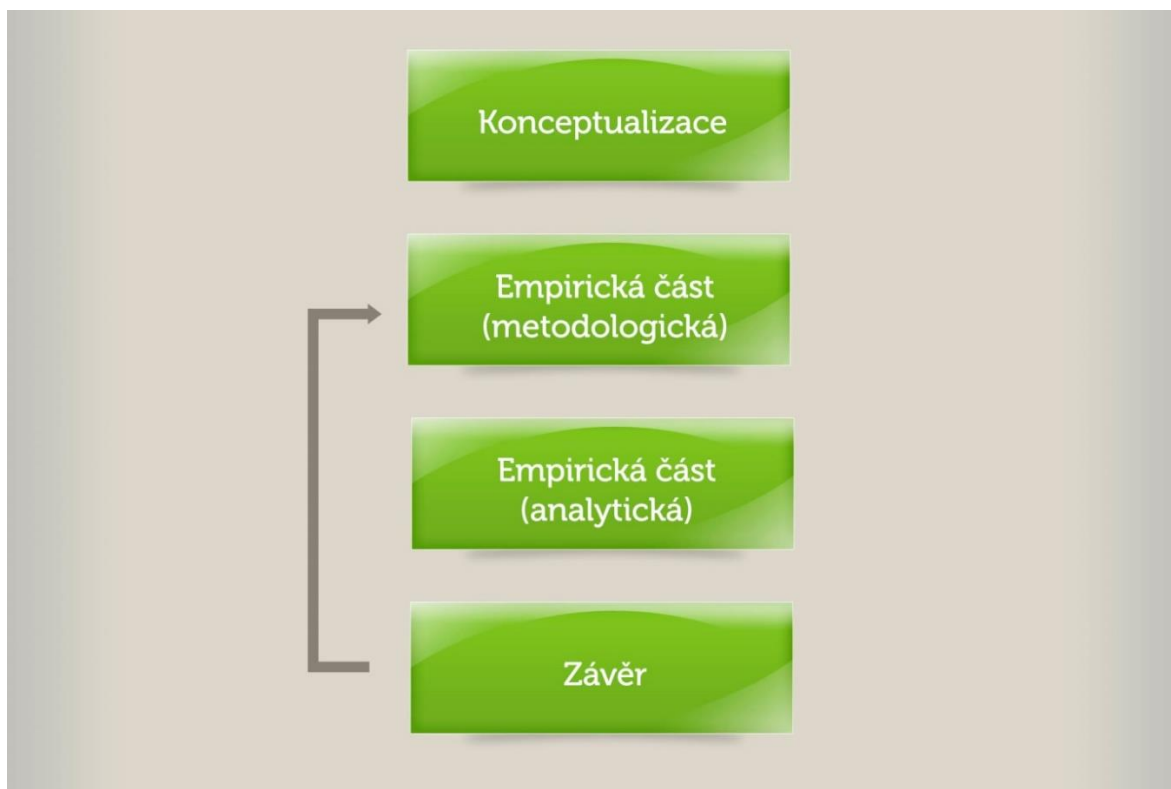 Konceptualizace
Empirická část
(metodologická)
Empirická část
(analytická)
Závěr